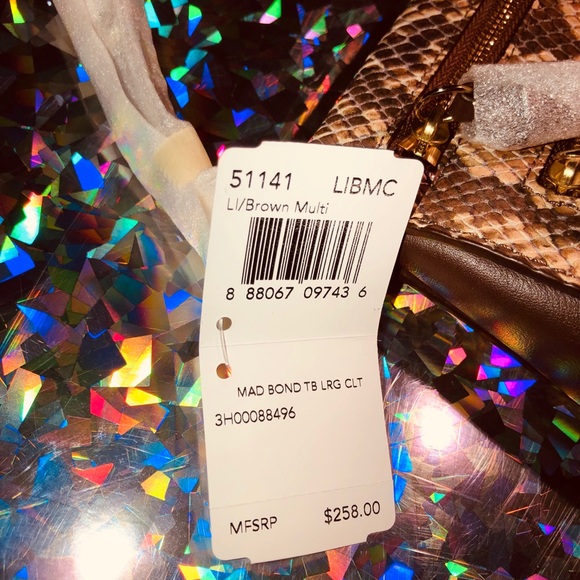 51141 LIBMC
LI/Brown Multi
8 88067 09743 6
MAD BOND TB LRG CLT
3H00088496
MFSRP $258.00